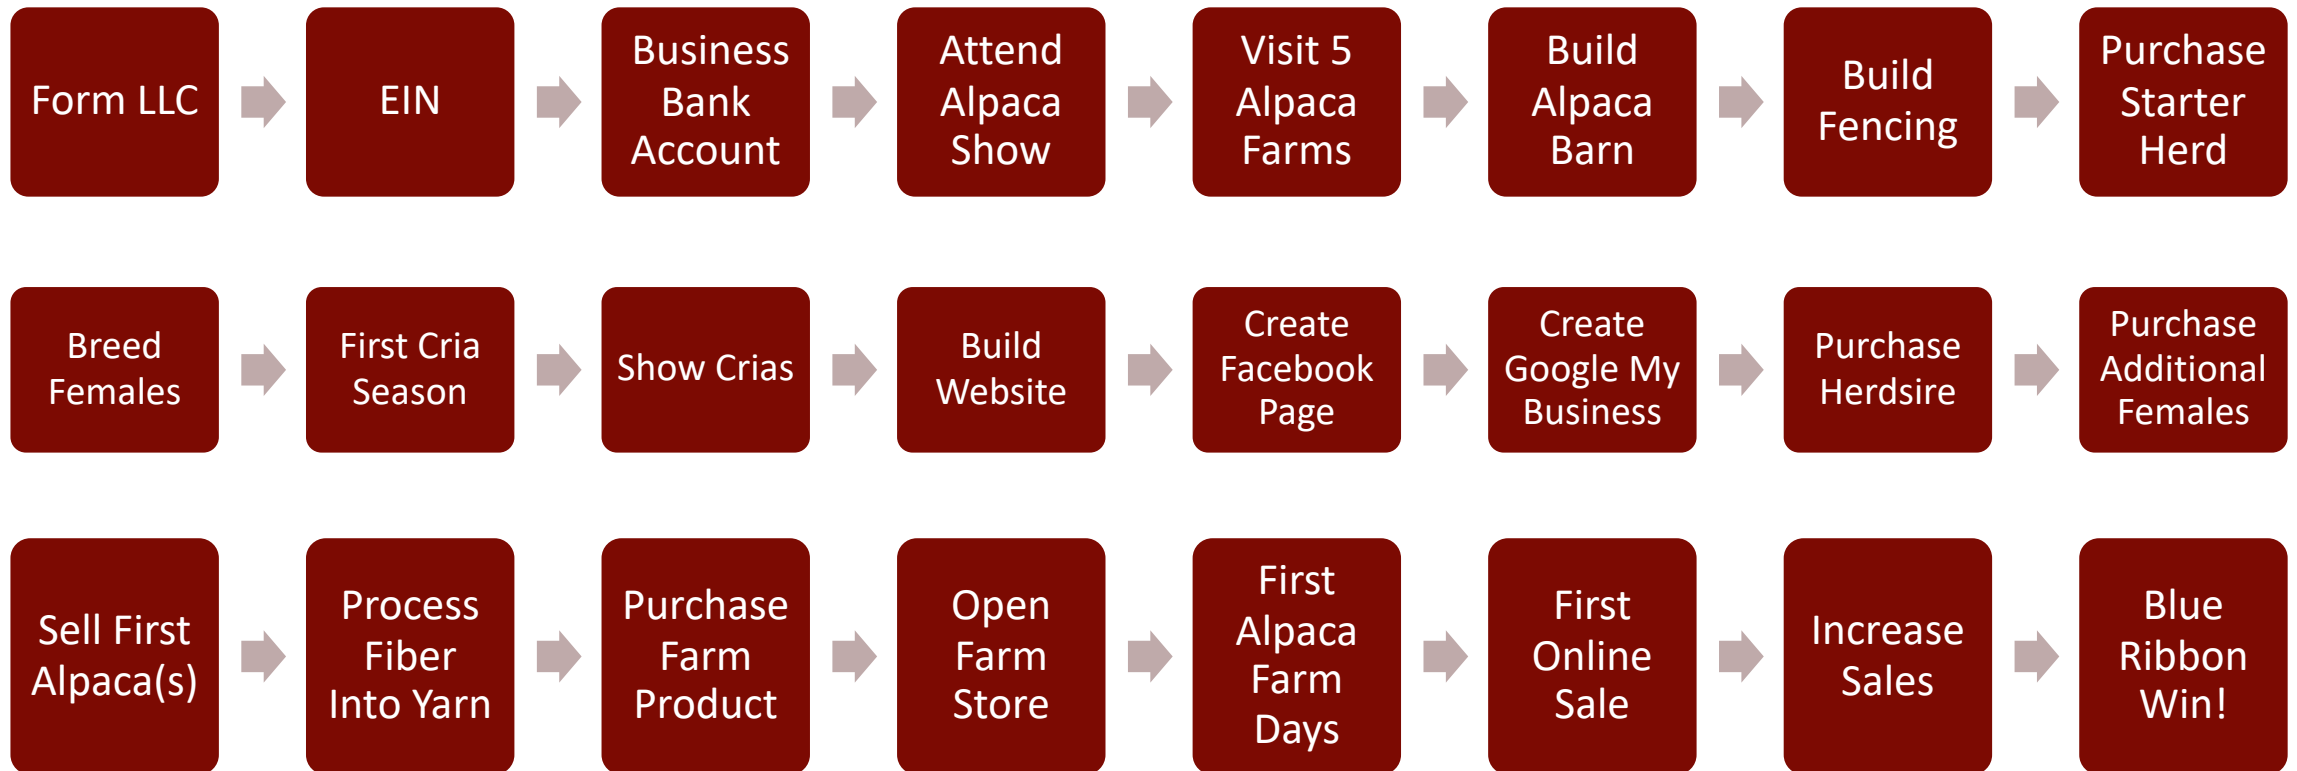 Form LLC
EIN
Business
Bank
Account
Attend
Alpaca
Show
Visit 5
Alpaca
Farms
Build
Alpaca
Barn
Build
Fencing
Purchase
Starter
Herd
Breed
Females
First Cria
Season
Show Crias
Build
Website
Create
Facebook
Page
Create
Google My
Business
Purchase
Herdsire
Purchase
Additional
Females
Sell First
Alpaca(s)
Process
Fiber
Into Yarn
Purchase
Farm
Product
Open
Farm
Store
First
Alpaca
Farm
Days
First
Online
Sale
Increase
Sales
Blue
Ribbon
Win!